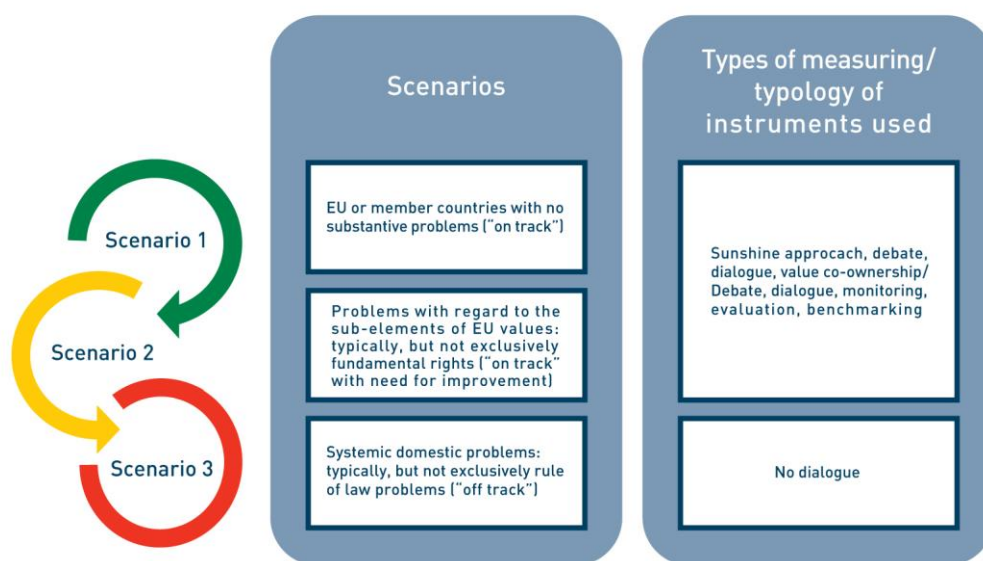 Scenarios
Types of measuring/
typology of
instruments used
Scenario 1
EU or member countries with no
substantive problems ("on track")
Sunshine approcach, debate,
dialogue, value co-ownership/
Debate, dialogue, monitoring,
evaluation, benchmarking
Scenario 2
Problems with regard to the
sub-elements of EU values:
typically, but not exclusively
fundamental rights ("on track"
with need for improvement)
Scenario 3
Systemic domestic problems:
typically, but not exclusively rule
of law problems ("off track")
No dialogue